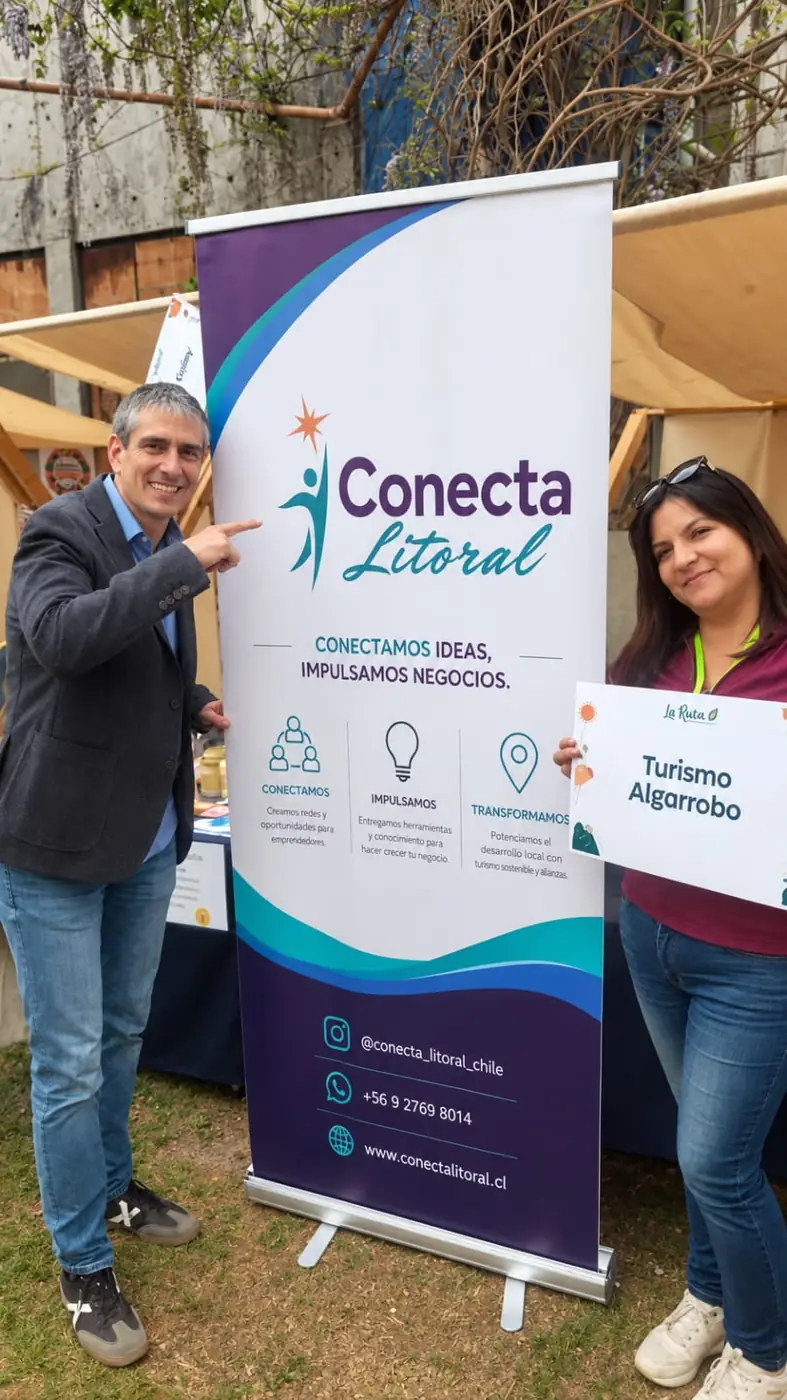 Conecta
Litoral
CONECTAMOS IDEAS,
IMPULSAMOS NEGOCIOS.
CONECTAMOS
Creamos redes y
oportunidades para
emprendedores.
IMPULSAMOS
Entregamos herramientas
y conocimiento para
hacer crecer tu negocio.
TRANSFORMAMOS
Potenciamos el
desarrollo local con
turismo sostenible y alianzas.
@conecta_litoral_chile
+56 9 2769 8014
www.conectalitoral.cl
La Ruta
Turismo
Algarrobo